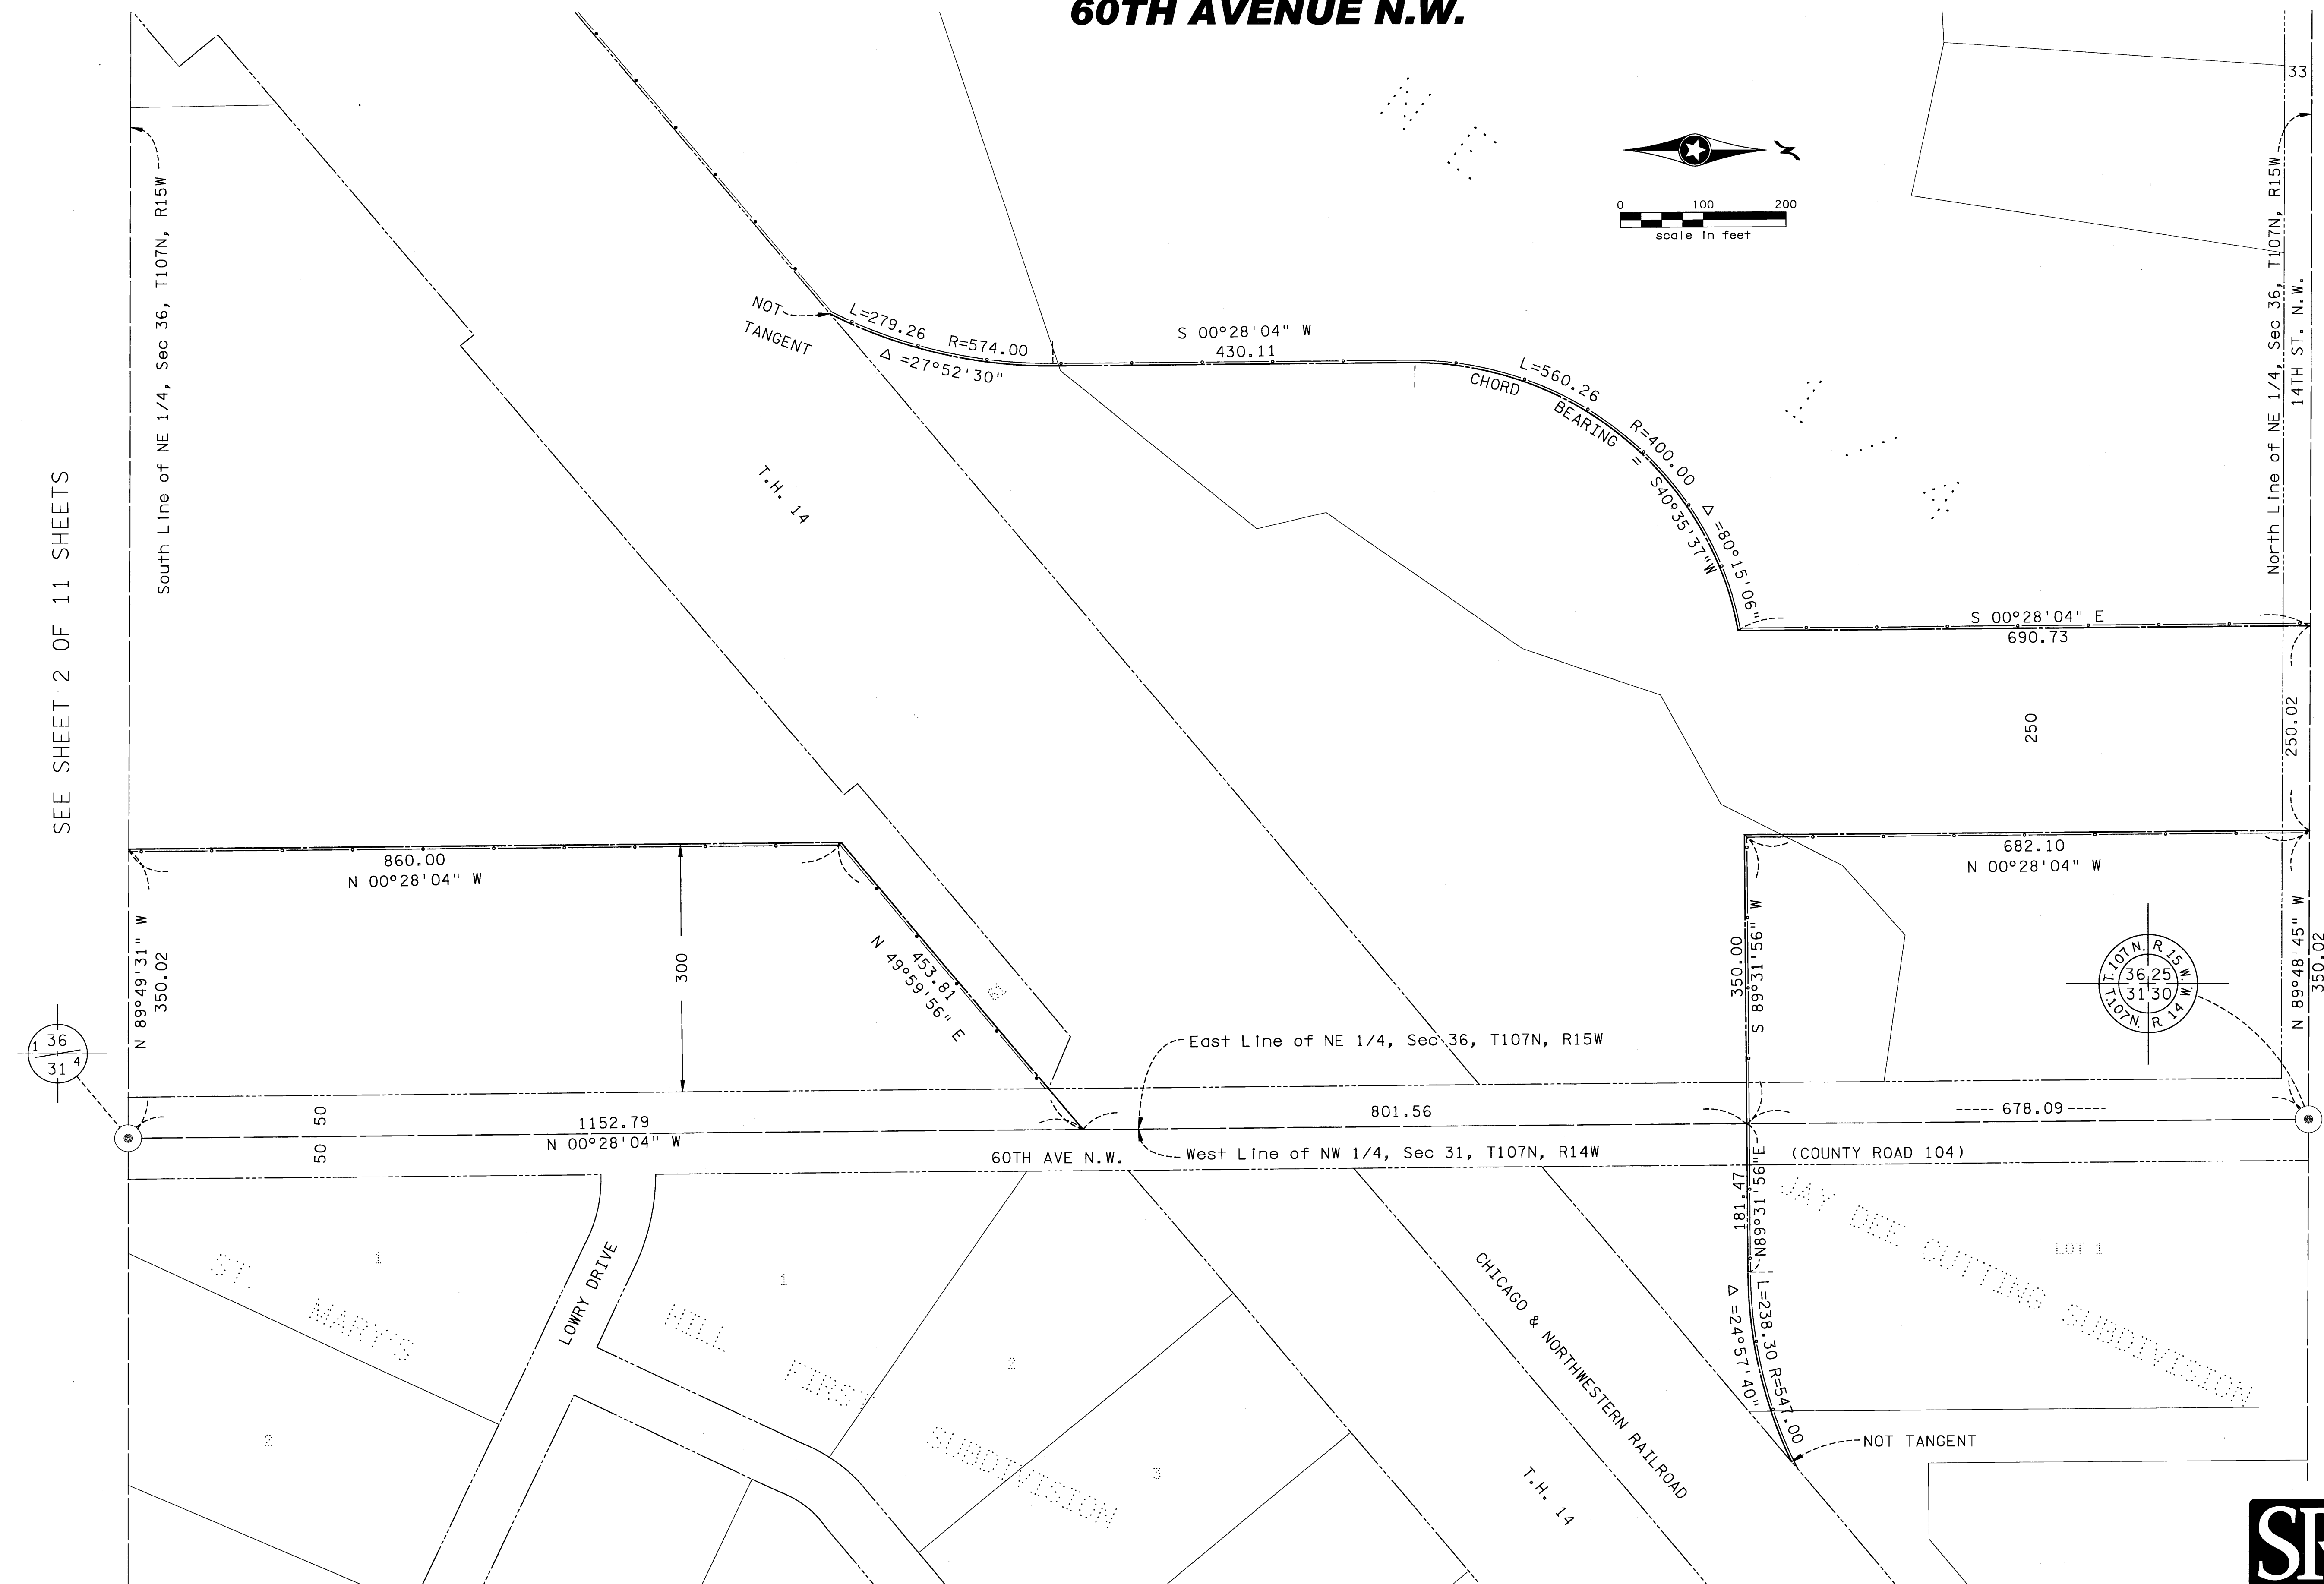 60TH AVENUE N.W.
SEE SHEET 2 OF 11 SHEETS
South Line of NE 1/4, Sec 36, T107N, R15W
N E
1 / 4
0 100 200
scale in feet
33
North Line of NE 1/4, Sec 36, T107N, R15W
14TH ST. N.W.
NOT
TANGENT
L=279.26 R=574.00
Δ =27°52'30"
S 00°28'04" W
430.11
L=560.26 R=400.00 Δ =80°15'06"
CHORD BEARING = S40°35'37"W
T.H. 14
S 00°28'04" E
690.73
250
250.02
860.00
N 00°28'04" W
682.10
N 00°28'04" W
N 89°49'31" W
350.02
300
453.81
N 49°59'56" E
19
350.00
S 89°31'56" W
T.107N. R. 15 W.
36 25
31 30
T.107N. R 14 W.
N 89°48'45" W
350.02
36
1 4
31
East Line of NE 1/4, Sec 36, T107N, R15W
50
50
1152.79
N 00°28'04" W
801.56
678.09
60TH AVE N.W.
West Line of NW 1/4, Sec 31, T107N, R14W
(COUNTY ROAD 104)
181.47
N89°31'56"E
L=238.30 R=547.00
Δ =24°57'40"
NOT TANGENT
JAY DEE CUTTING SUBDIVISION
LOT 1
ST. MARY'S HILL FIRST SUBDIVISION
1
2
1
2
3
LOWRY DRIVE
CHICAGO & NORTHWESTERN RAILROAD
T.H. 14